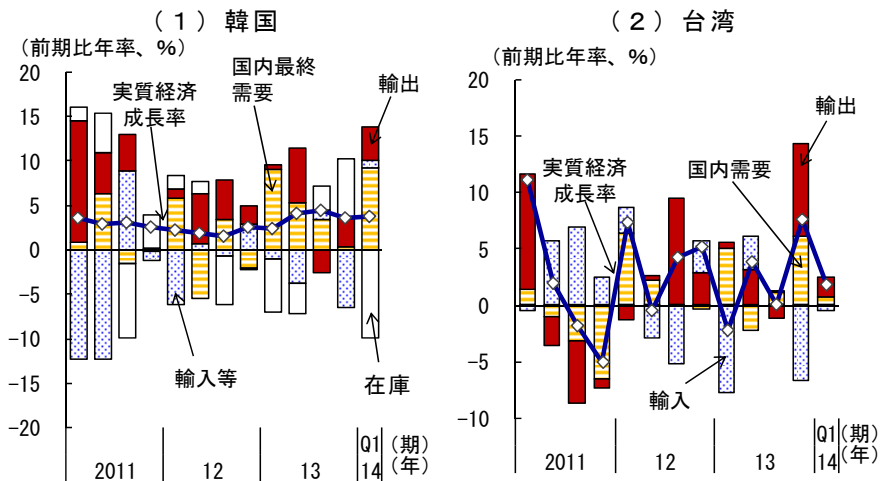 (1)韓国
(前期比年率、%)
20
15
10
5
0
-5
-10
-15
-20
実質経済
成長率
国内最終
需要
輸出
輸入等
在庫
2011
12
13
Q1
14
(期)
(年)
(2)台湾
(前期比年率、%)
20
15
10
5
0
-5
-10
実質経済
成長率
国内需要
輸出
輸入
2011
12
13
Q1
14
(期)
(年)